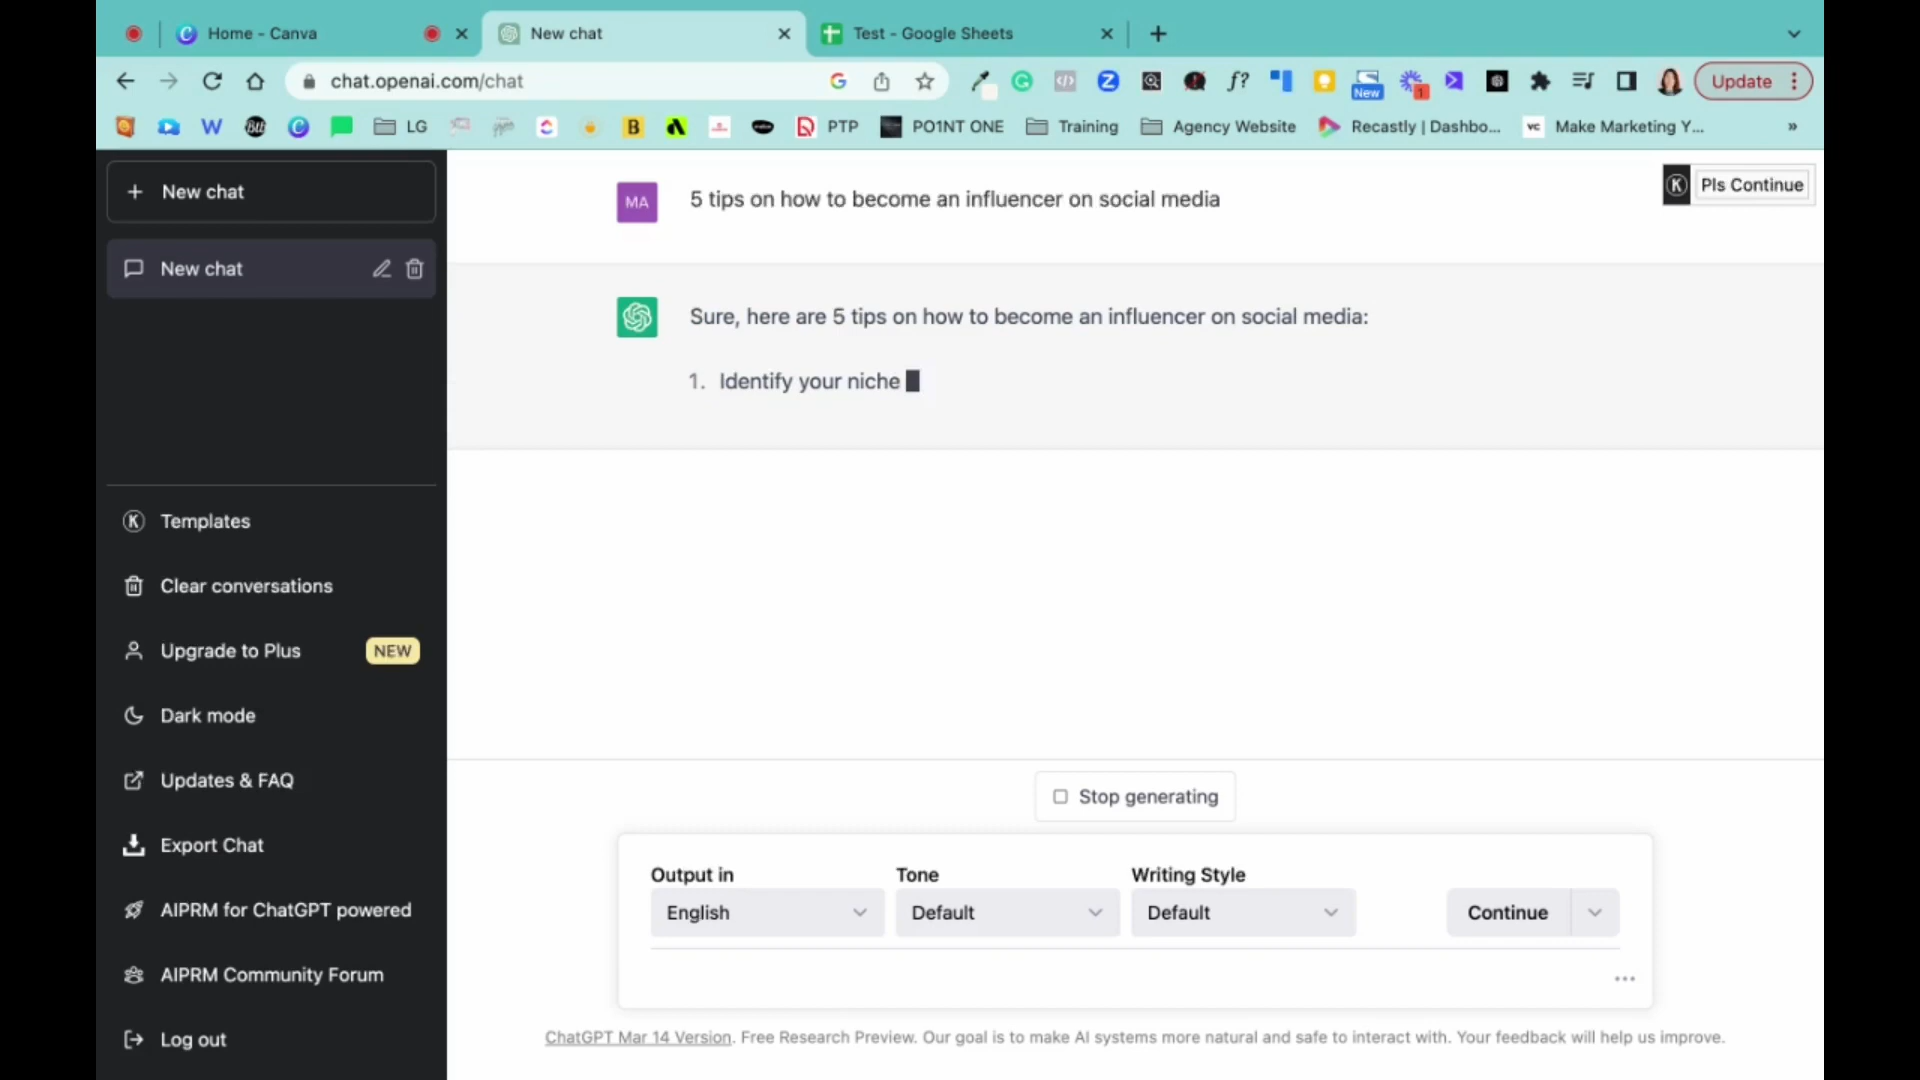 Home - Canva
New chat
Test - Google Sheets
chat.openai.com/chat
New
1
Update
LG
PTP
PO1NT ONE
Training
Agency Website
Recastly | Dashbo...
Make Marketing Y...
»
New chat
New chat
Templates
Clear conversations
Upgrade to Plus
NEW
Dark mode
Updates & FAQ
Export Chat
AIPRM for ChatGPT powered
AIPRM Community Forum
Log out
MA
5 tips on how to become an influencer on social media
Pls Continue
Sure, here are 5 tips on how to become an influencer on social media:
1. Identify your niche
Stop generating
Output in
Tone
Writing Style
English
Default
Default
Continue
ChatGPT Mar 14 Version. Free Research Preview. Our goal is to make AI systems more natural and safe to interact with. Your feedback will help us improve.